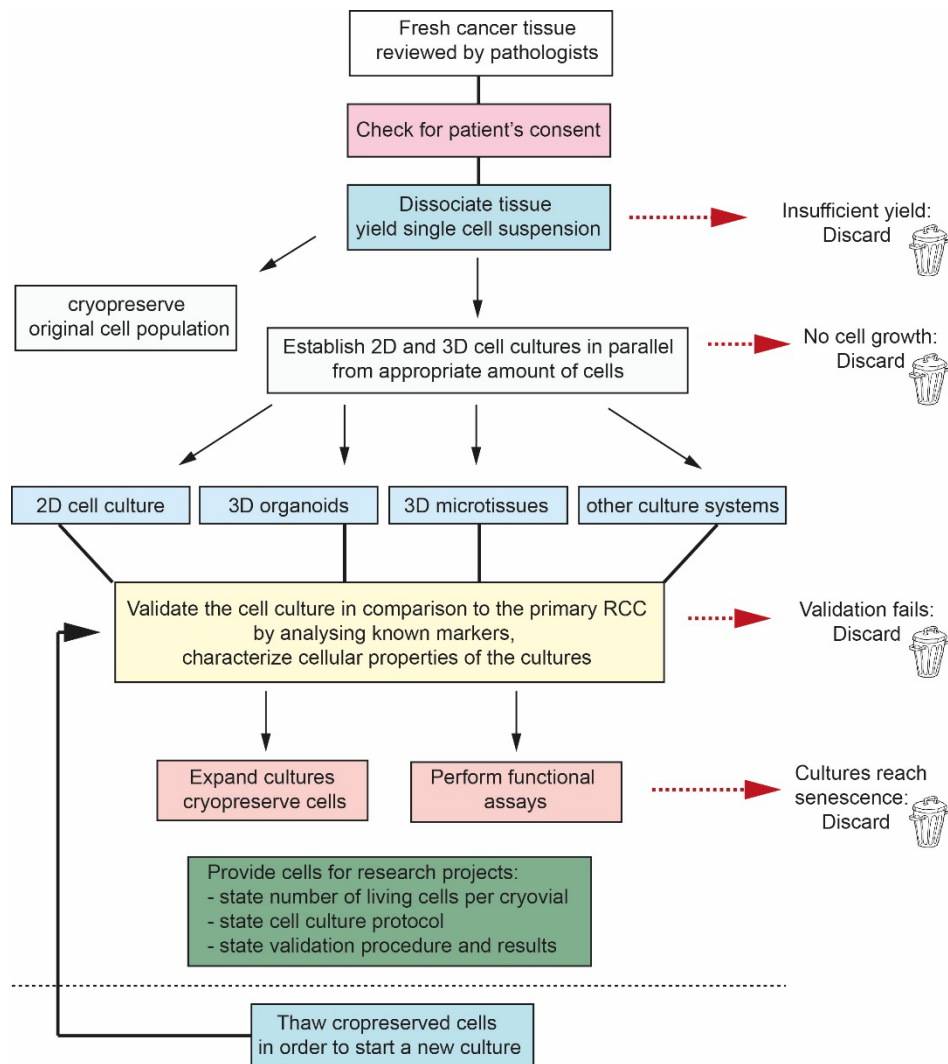 Fresh cancer tissue
reviewed by pathologists
Check for patient's consent
Dissociate tissue
yield single cell suspension
Insufficient yield:
Discard
cryopreserve
original cell population
Establish 2D and 3D cell cultures in parallel
from appropriate amount of cells
No cell growth:
Discard
2D cell culture
3D organoids
3D microtissues
other culture systems
Validate the cell culture in comparison to the primary RCC
by analysing known markers,
characterize cellular properties of the cultures
Validation fails:
Discard
Expand cultures
cryopreserve cells
Perform functional
assays
Cultures reach
senescence:
Discard
Provide cells for research projects:
- state number of living cells per cryovial
- state cell culture protocol
- state validation procedure and results
Thaw cropreserved cells
in order to start a new culture